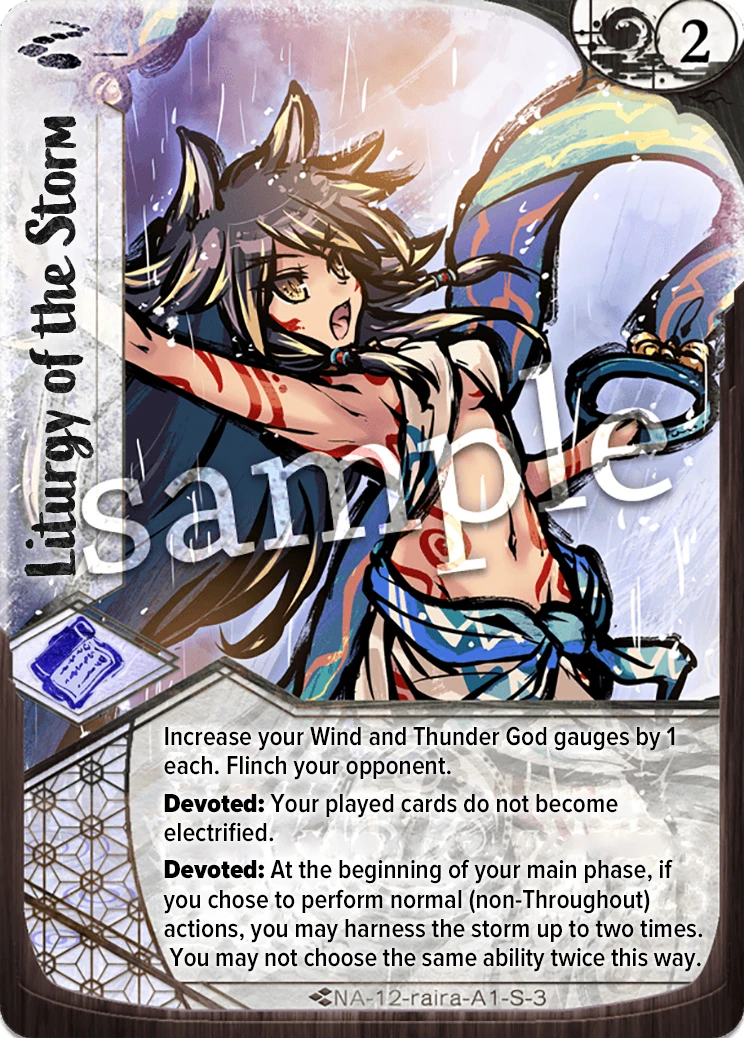 2
Liturgy of the Storm
sample
Increase your Wind and Thunder God gauges by 1
each. Flinch your opponent.
Devoted: Your played cards do not become
electrified.
Devoted: At the beginning of your main phase, if
you chose to perform normal (non-Throughout)
actions, you may harness the storm up to two times.
You may not choose the same ability twice this way.
NA-12-raira-A1-S-3